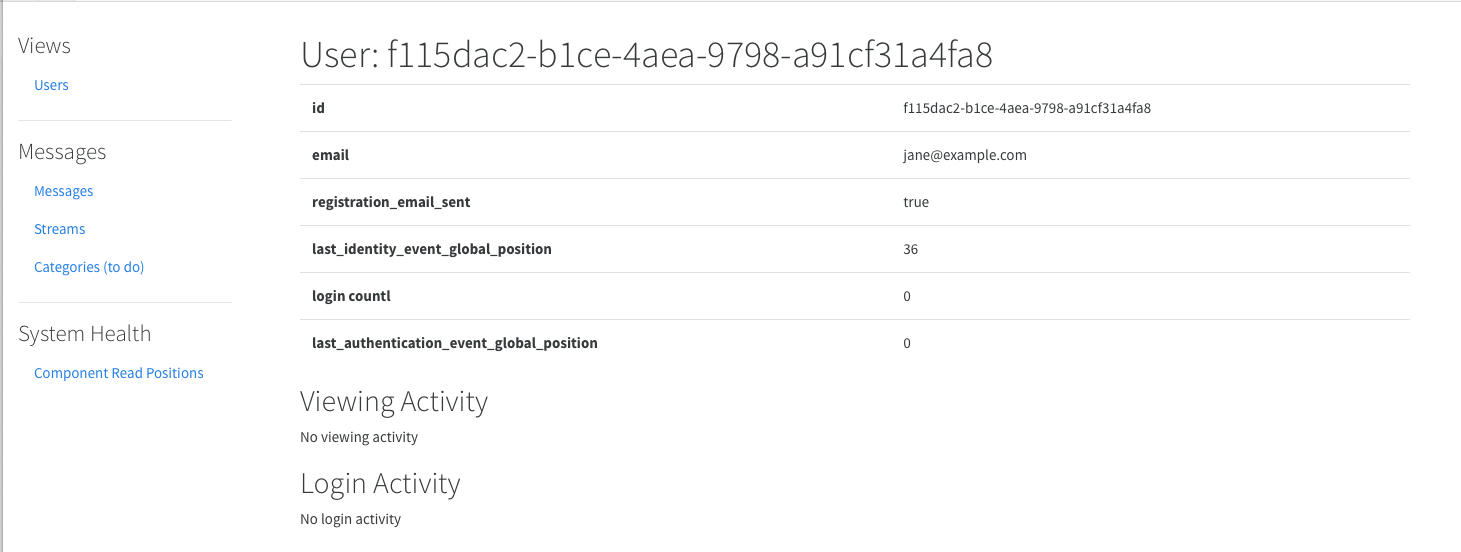 Views
Users
Messages
Messages
Streams
Categories (to do)
System Health
Component Read Positions
User: f115dac2-b1ce-4aea-9798-a91cf31a4fa8
id f115dac2-b1ce-4aea-9798-a91cf31a4fa8
email jane@example.com
registration_email_sent true
last_identity_event_global_position 36
login countl 0
last_authentication_event_global_position 0
Viewing Activity
No viewing activity
Login Activity
No login activity